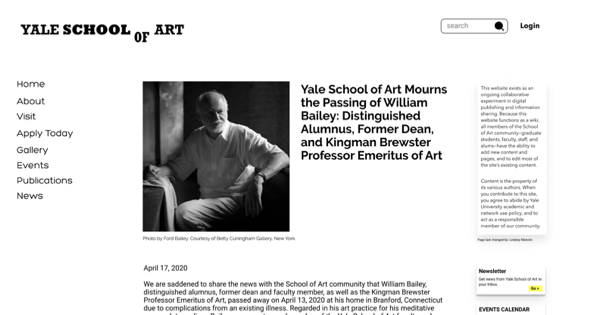 YALE SCHOOL OF ART
search
Login
Home
About
Visit
Apply Today
Gallery
Events
Publications
News
Yale School of Art Mourns
the Passing of William
Bailey: Distinguished
Alumnus, Former Dean,
and Kingman Brewster
Professor Emeritus of Art
Photo by Ford Bailey, Courtesy of Betty Cuningham Gallery, New York
April 17, 2020
We are saddened to share the news with the School of Art community that William Bailey,
distinguished alumnus, former dean and faculty member, as well as the Kingman Brewster
Professor Emeritus of Art, passed away on April 13, 2020 at his home in Branford, Connecticut
due to complications from an existing illness. Regarded in his art practice for his meditative
This website exists as an
ongoing collaborative
experiment in digital
publishing and information
sharing. Because this
website functions as a wiki,
all members of the School
of Art community—graduate
students, faculty, staff, and
alums—have the ability to
add new content and
pages, and to edit most of
the site's existing content.
Content is the property of
its various authors. When
you contribute to this site,
you agree to abide by Yale
University academic and
network use policy, and to
act as a responsible
member of our community.
Page last changed by: Lindsey Mancini
Newsletter
Get news from Yale School of Art in
your inbox.
Go »
EVENTS CALENDAR